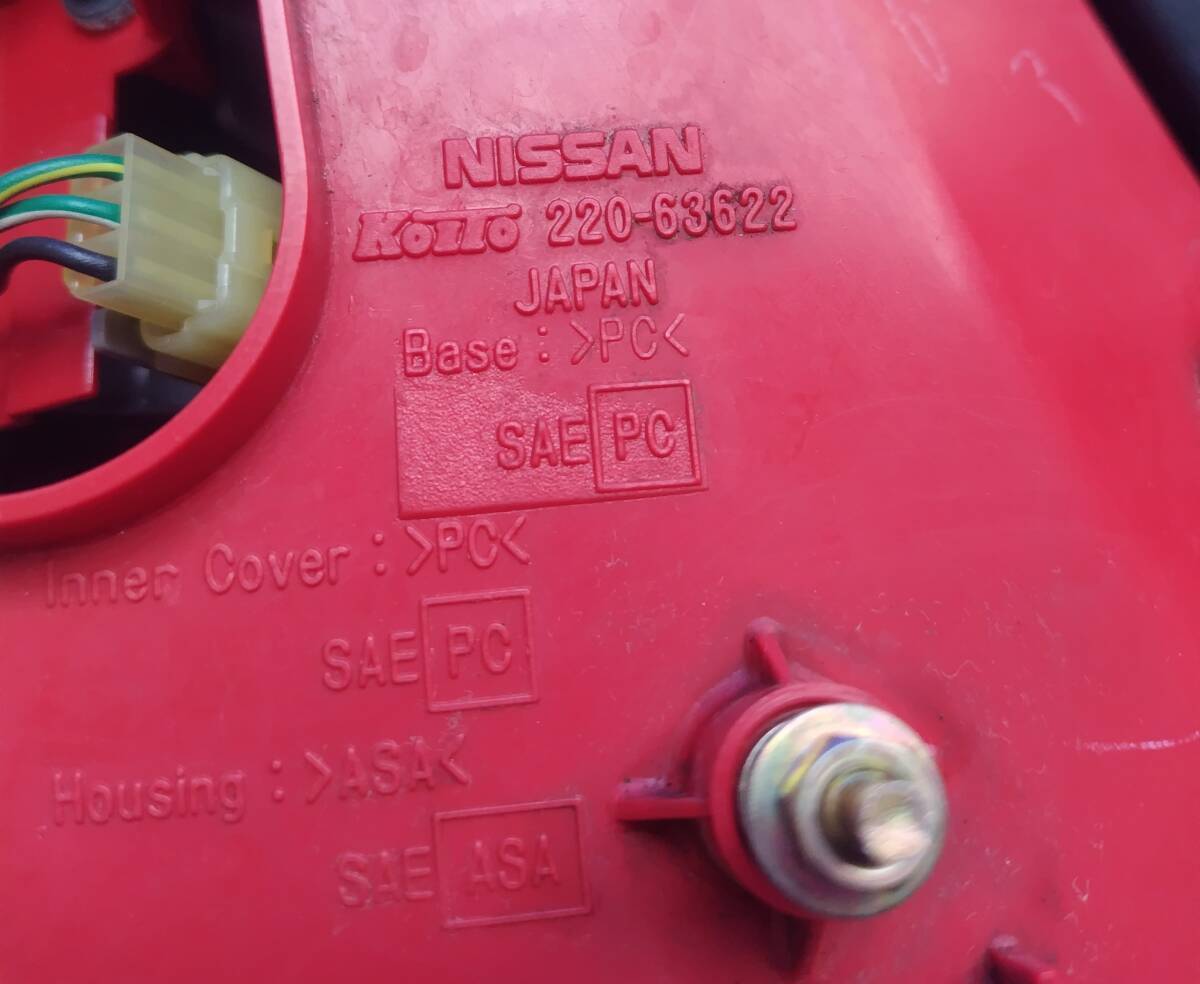 NISSAN
KOITO 220-63622
JAPAN
Base : >PC<
SAE PC
Inner Cover : >PC<
SAE PC
Housing : >ASA<
SAE ASA